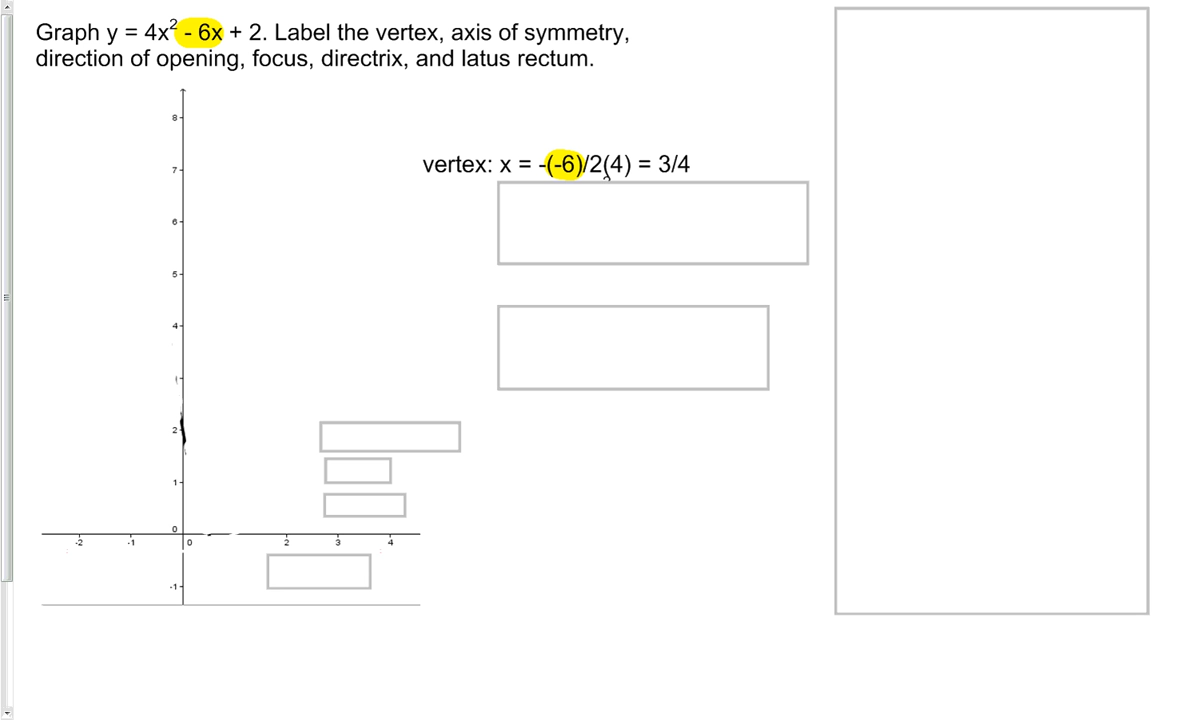 Graph y = 4x² - 6x + 2. Label the vertex, axis of symmetry,
direction of opening, focus, directrix, and latus rectum.
vertex: x = -(-6)/2(4) = 3/4
8
7
6
5
4
2
1
0
-2 -1 0 2 3 4
-1